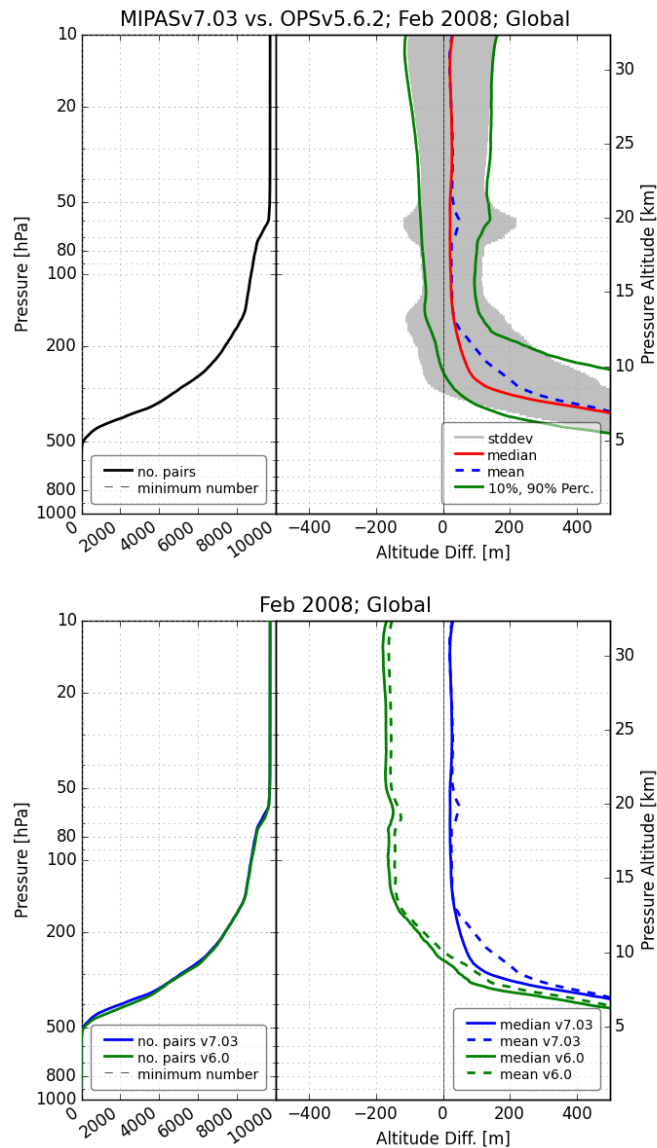 MIPASv7.03 vs. OPSv5.6.2; Feb 2008; Global
10
20
50
80
100
200
500
800
1000
Pressure [hPa]
0
2000
4000
6000
8000
10000
no. pairs
minimum number
−400
−200
0
200
400
Altitude Diff. [m]
stddev
median
mean
10%, 90% Perc.
30
25
20
15
10
5
Pressure Altitude [km]
Feb 2008; Global
10
20
50
80
100
200
500
800
1000
Pressure [hPa]
0
2000
4000
6000
8000
10000
no. pairs v7.03
no. pairs v6.0
minimum number
−400
−200
0
200
400
Altitude Diff. [m]
median v7.03
mean v7.03
median v6.0
mean v6.0
30
25
20
15
10
5
Pressure Altitude [km]